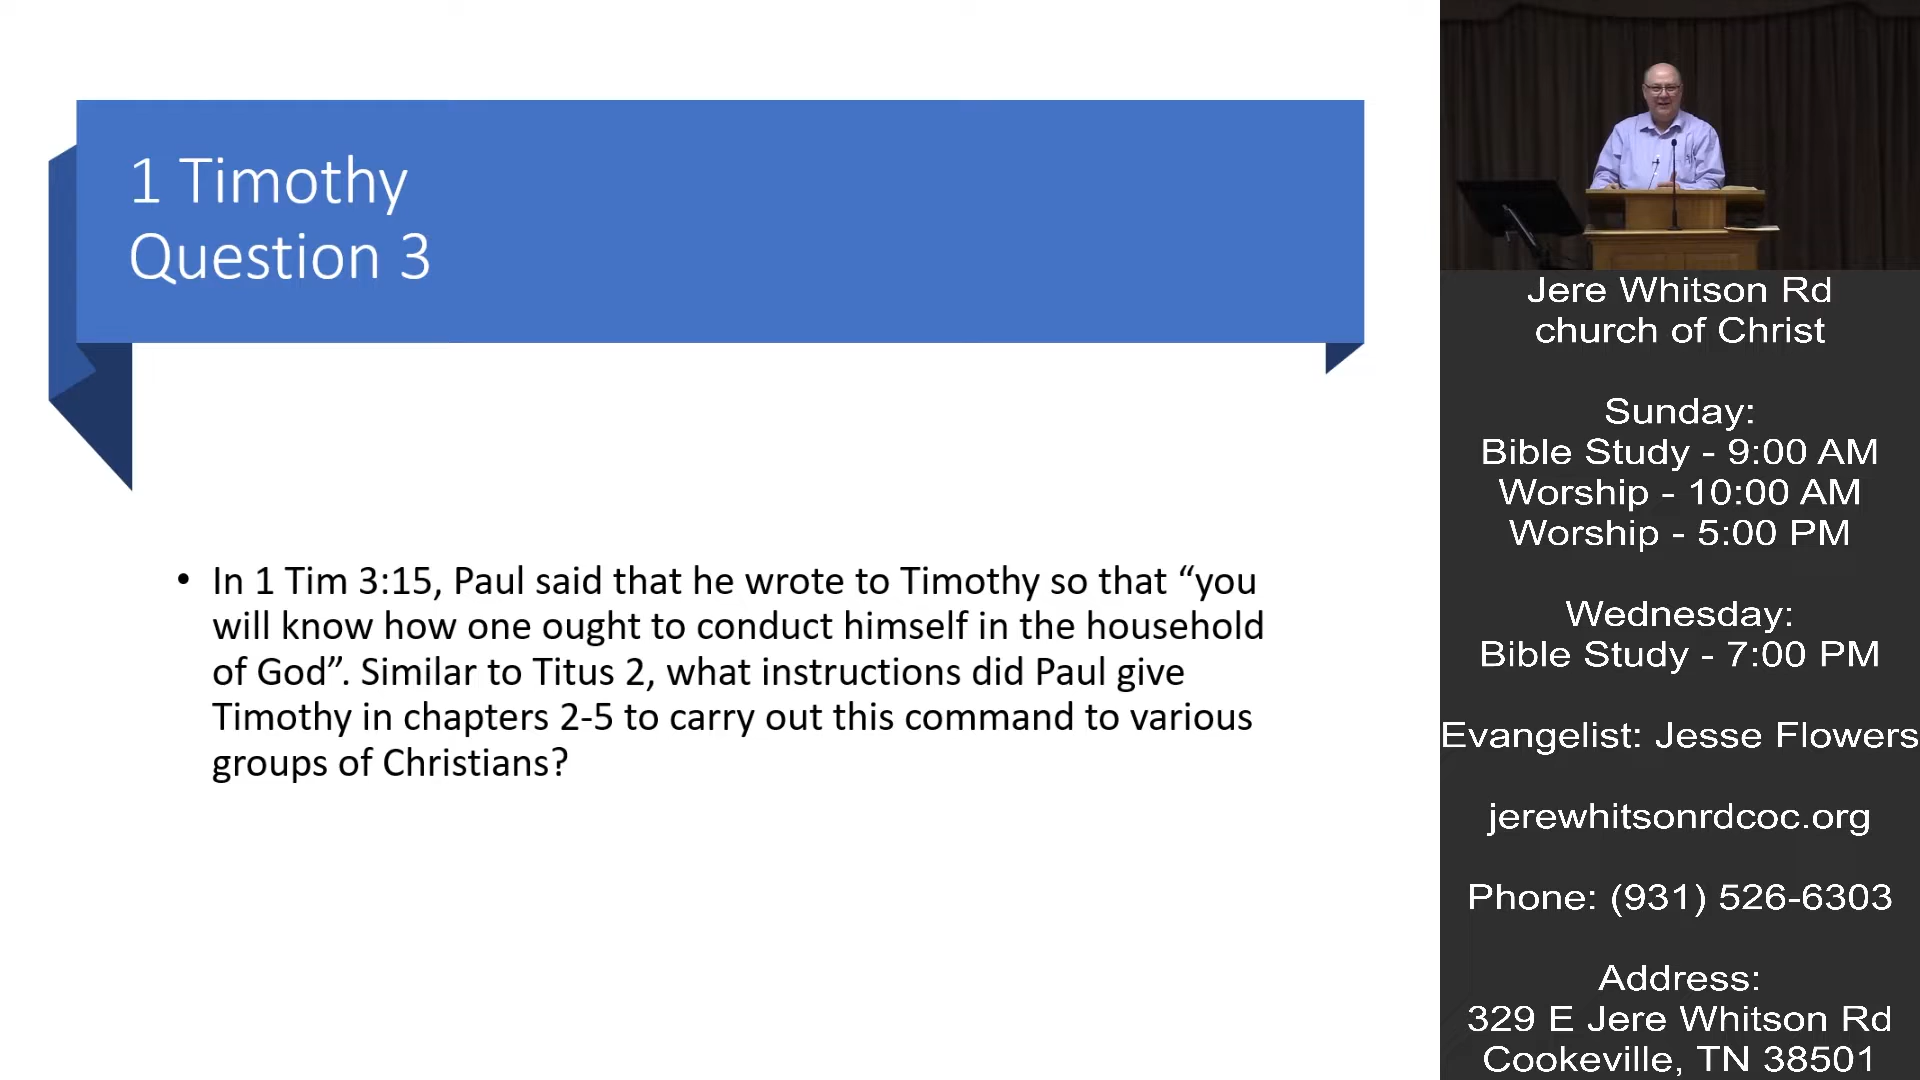 1 Timothy
Question 3
• In 1 Tim 3:15, Paul said that he wrote to Timothy so that “you
will know how one ought to conduct himself in the household
of God”. Similar to Titus 2, what instructions did Paul give
Timothy in chapters 2-5 to carry out this command to various
groups of Christians?
Jere Whitson Rd
church of Christ
Sunday:
Bible Study - 9:00 AM
Worship - 10:00 AM
Worship - 5:00 PM
Wednesday:
Bible Study - 7:00 PM
Evangelist: Jesse Flowers
jerewhitsonrdcoc.org
Phone: (931) 526-6303
Address:
329 E Jere Whitson Rd
Cookeville, TN 38501